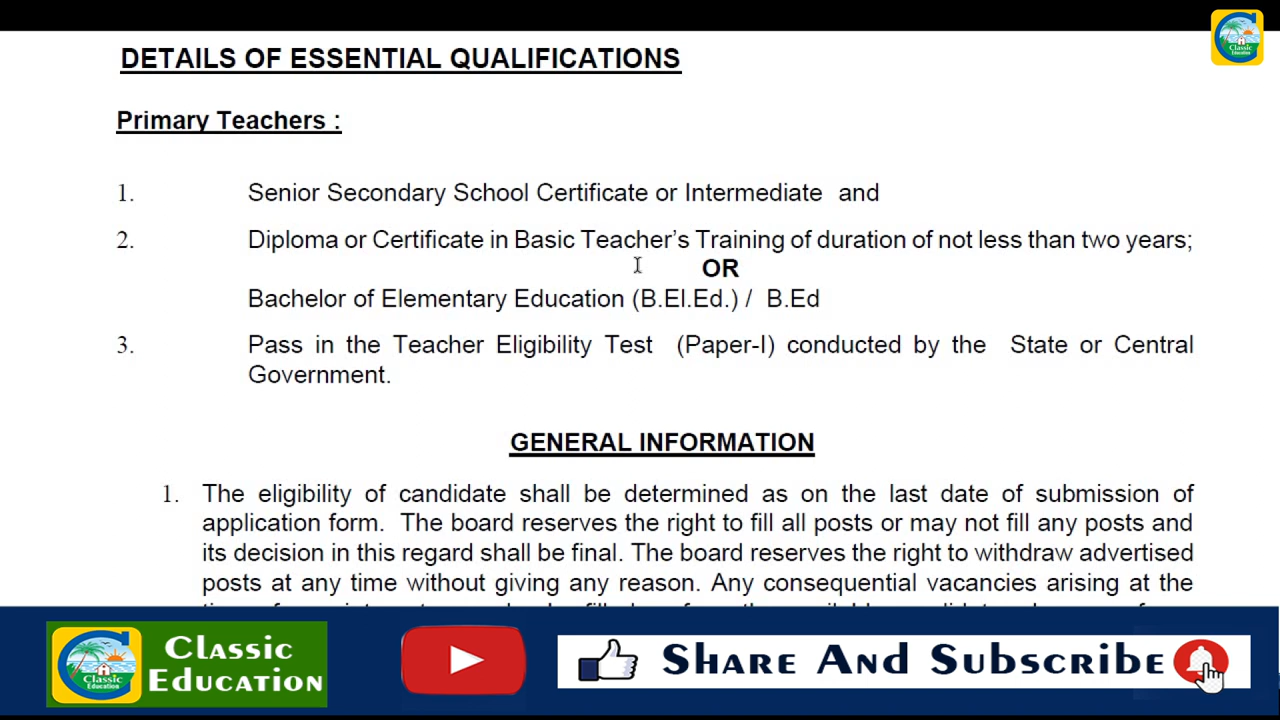 Classic
Education
DETAILS OF ESSENTIAL QUALIFICATIONS
Primary Teachers :
1. Senior Secondary School Certificate or Intermediate and
2. Diploma or Certificate in Basic Teacher's Training of duration of not less than two years;
OR
Bachelor of Elementary Education (B.El.Ed.) / B.Ed
3. Pass in the Teacher Eligibility Test (Paper-I) conducted by the State or Central
Government.
GENERAL INFORMATION
1. The eligibility of candidate shall be determined as on the last date of submission of
application form. The board reserves the right to fill all posts or may not fill any posts and
its decision in this regard shall be final. The board reserves the right to withdraw advertised
posts at any time without giving any reason. Any consequential vacancies arising at the
Classic
Education
Classic
Education
Share And Subscribe